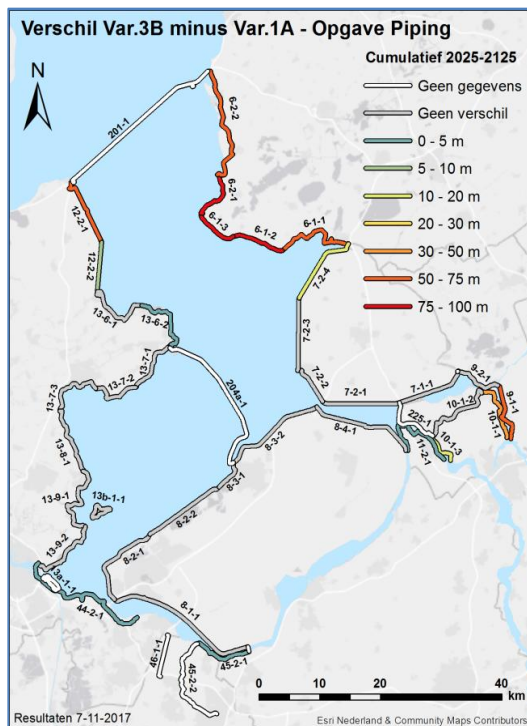 Verschil Var.3B minus Var.1A - Opgave Piping
Cumulatief 2025-2125
N
Geen gegevens
Geen verschil
0 - 5 m
5 - 10 m
10 - 20 m
20 - 30 m
30 - 50 m
50 - 75 m
75 - 100 m
201-1
6-2-2
6-2-1
6-1-3
6-1-2
6-1-1
12-2-1
12-2-2
7-2-4
13-6-1
13-6-2
7-2-3
13-7-1
13-7-2
13-7-3
204a-1
7-2-2
7-2-1
7-1-1
9-2-1
9-1-1
10-1-2
10-1-1
225-1
10-1-3
11-2-1
8-4-1
8-3-2
8-3-1
13-8-1
13-9-1
13b-1-1
8-2-2
13-9-2
8-2-1
3a-1-1
44-2-1
8-1-1
46-1-1
45-2-1
45-2-2
0 10 20 40
km
Resultaten 7-11-2017
Esri Nederland & Community Maps Contributors